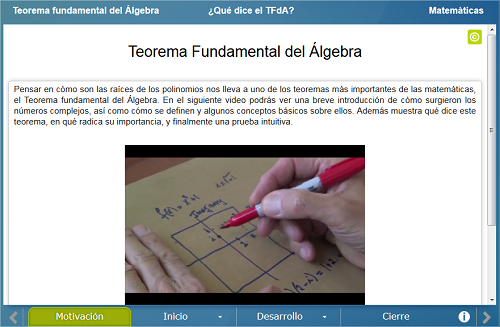 Teorema fundamental del Álgebra ¿Qué dice el TFdA? Matemáticas
Teorema Fundamental del Álgebra
Pensar en cómo son las raíces de los polinomios nos lleva a uno de los teoremas más importantes de las matemáticas,
el Teorema fundamental del Álgebra. En el siguiente video podrás ver una breve introducción de cómo surgieron los
números complejos, así como cómo se definen y algunos conceptos básicos sobre ellos. Además muestra qué dice este
teorema, en qué radica su importancia, y finalmente una prueba intuitiva.
Motivación Inicio Desarrollo Cierre